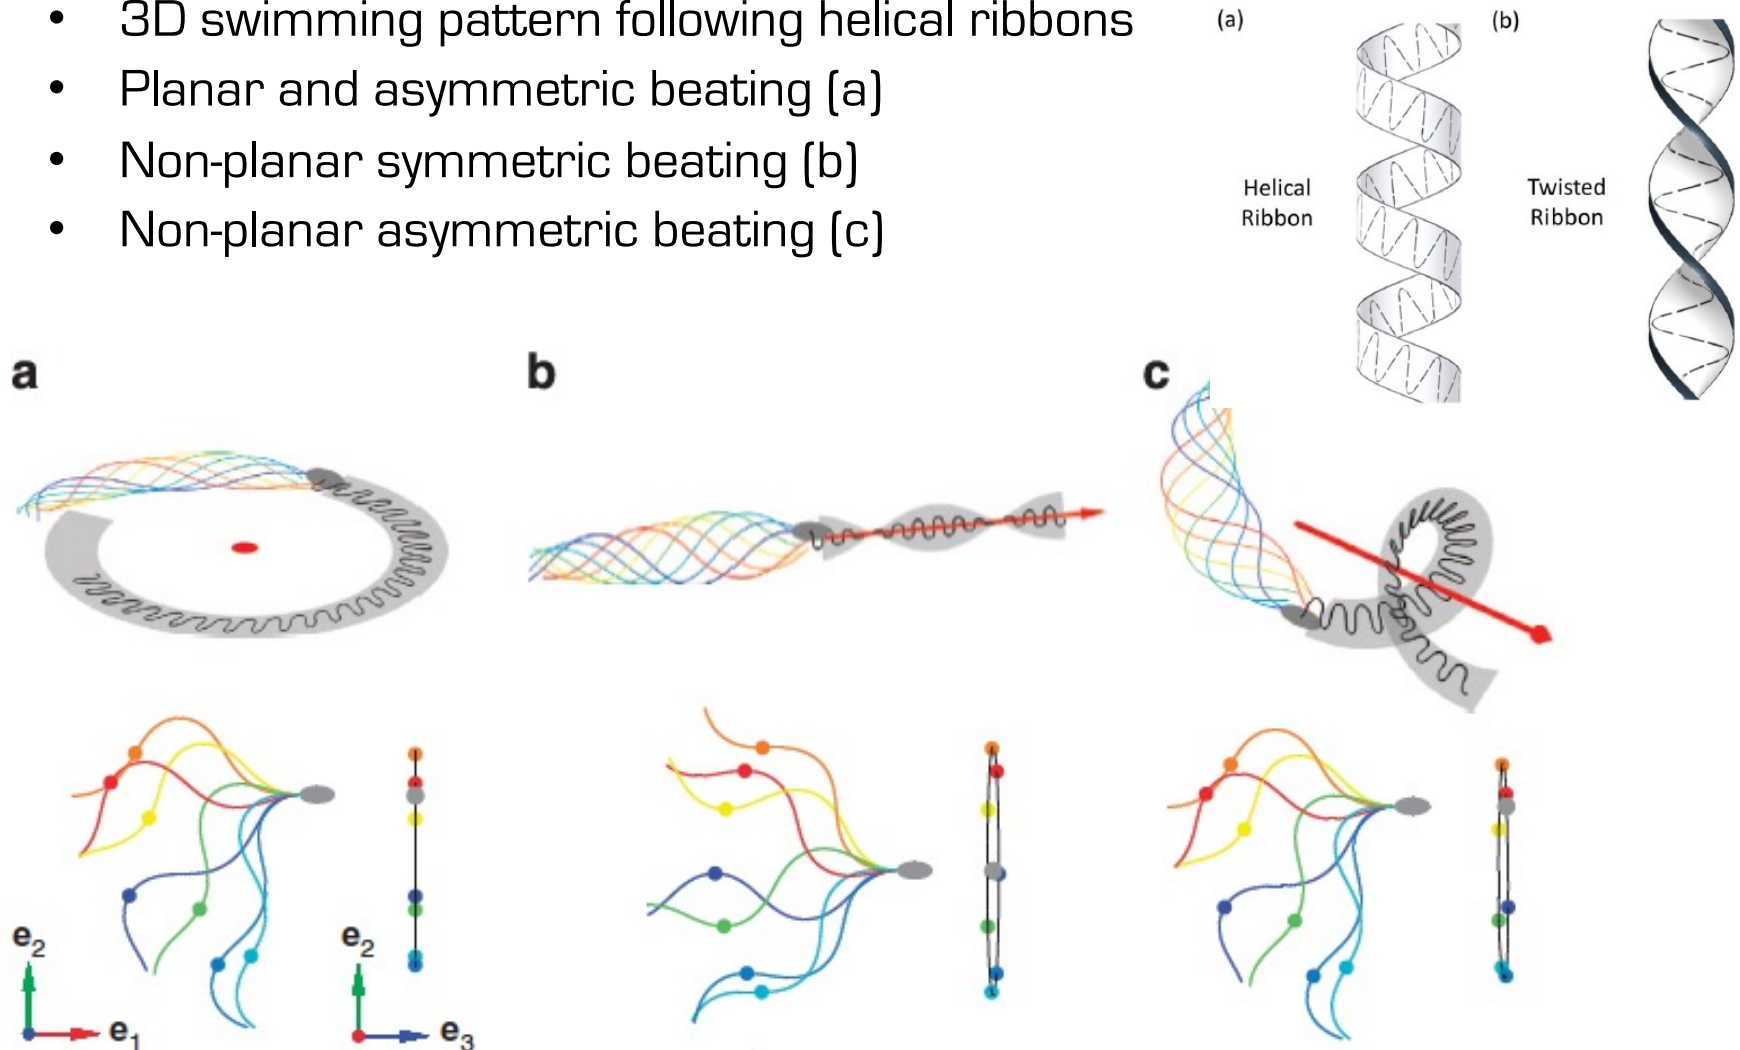 • 3D swimming pattern following helical ribbons
• Planar and asymmetric beating (a)
• Non-planar symmetric beating (b)
• Non-planar asymmetric beating (c)
(a)
(b)
Helical
Ribbon
Twisted
Ribbon
a
b
c
e2
e1
e2
e3